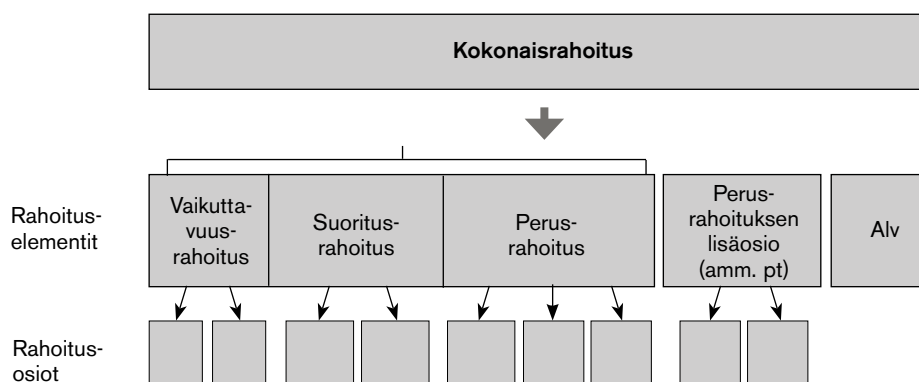 Kokonaisrahoitus
Rahoitus-
elementit
Vaikutta-
vuus-
rahoitus
Suoritus-
rahoitus
Perus-
rahoitus
Perus-
rahoituksen
lisäosio
(amm. pt)
Alv
Rahoitus-
osiot